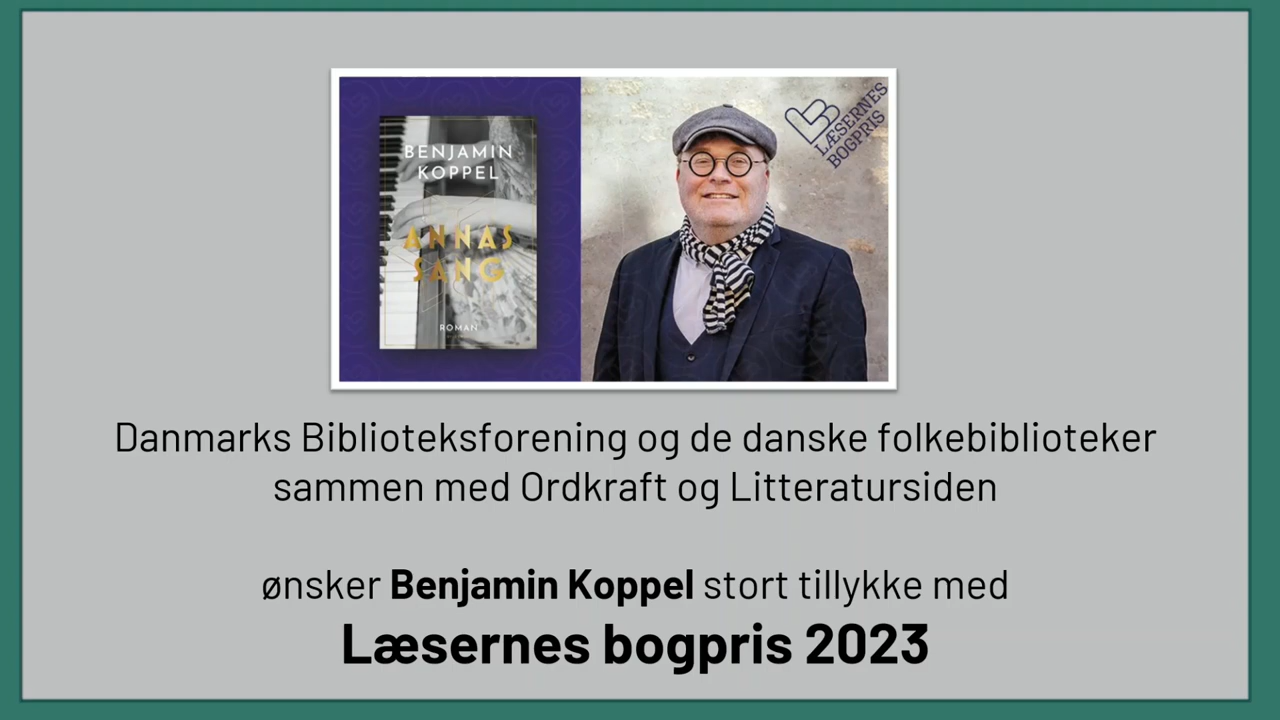 BENJAMIN
KOPPEL
ANNAS
SANG
ROMAN
LÆSERNES
BOGPRIS
Danmarks Biblioteksforening og de danske folkebiblioteker
sammen med Ordkraft og Litteratursiden
ønsker Benjamin Koppel stort tillykke med
Læsernes bogpris 2023